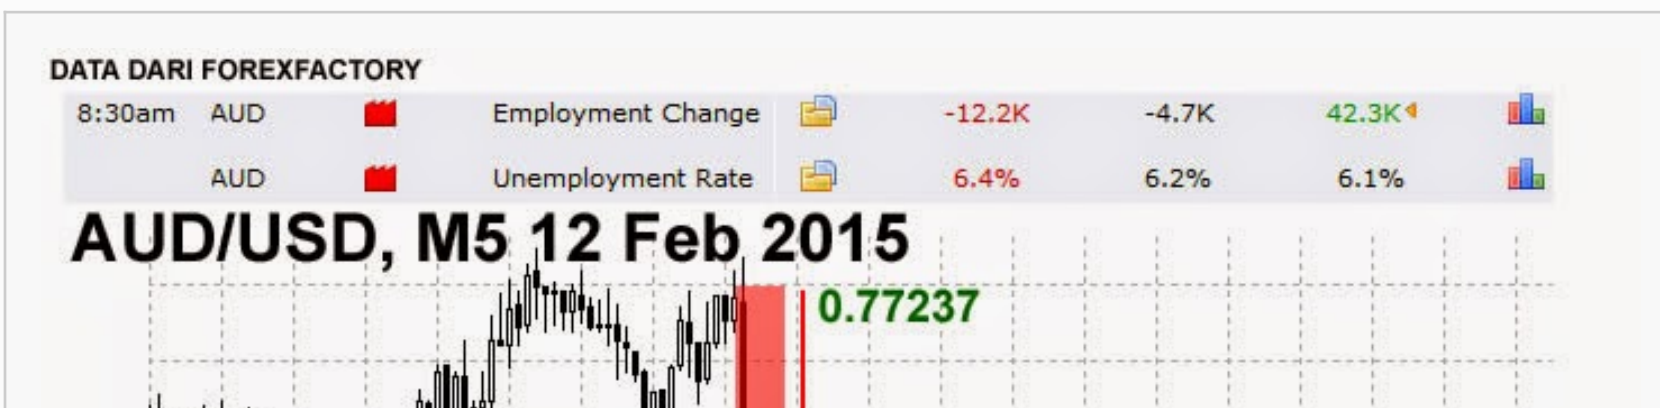 DATA DARI FOREXFACTORY
8:30am AUD Employment Change -12.2K -4.7K 42.3K
AUD Unemployment Rate 6.4% 6.2% 6.1%
AUD/USD, M5 12 Feb 2015
0.77237